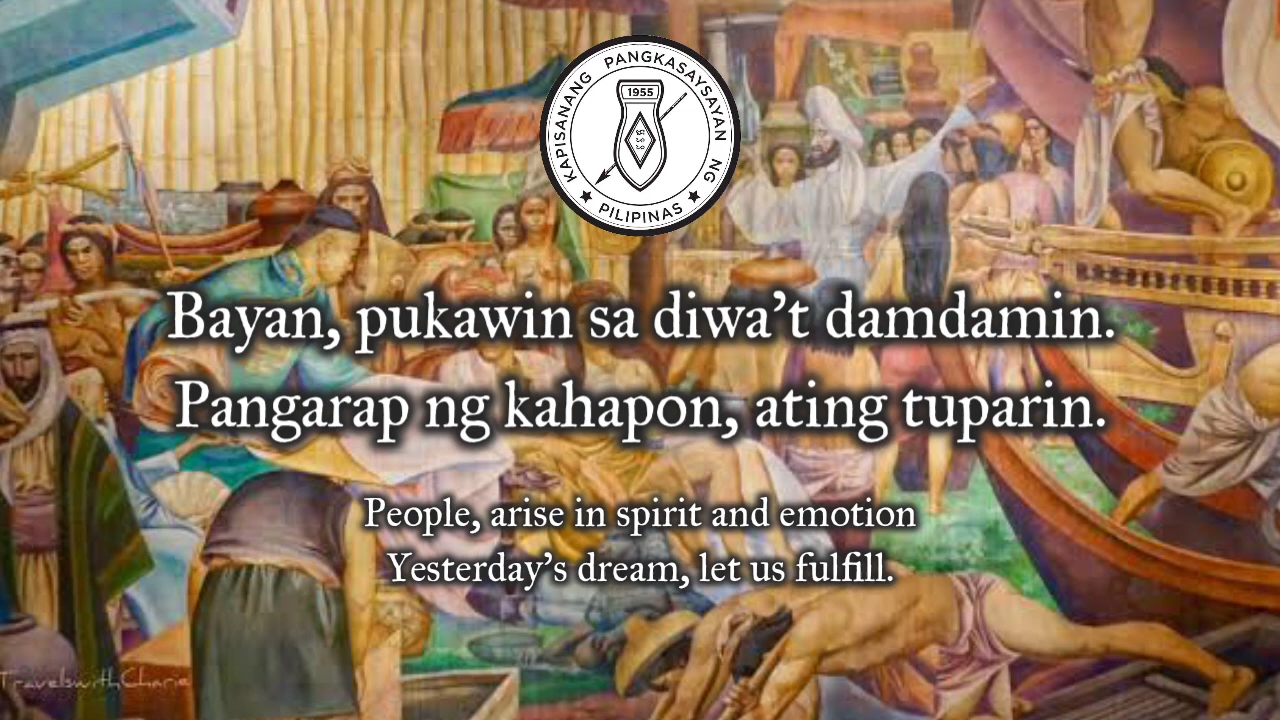 KAPISANANG PANGKASAYSAYAN NG
★ PILIPINAS ★
1955
Bayan, pukawin sa diwa’t damdamin.
Pangarap ng kahapon, ating tuparin.
People, arise in spirit and emotion
Yesterday’s dream, let us fulfill.
TravelswithCharie